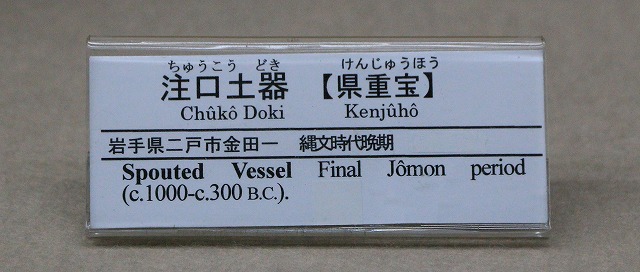 ちゅうこう どき けんじゅうほう
注口土器 【県重宝】
Chûkô Doki Kenjûhô
岩手県二戸市金田一 縄文時代晩期
Spouted Vessel Final Jômon period
(c.1000-c.300 B.C.).